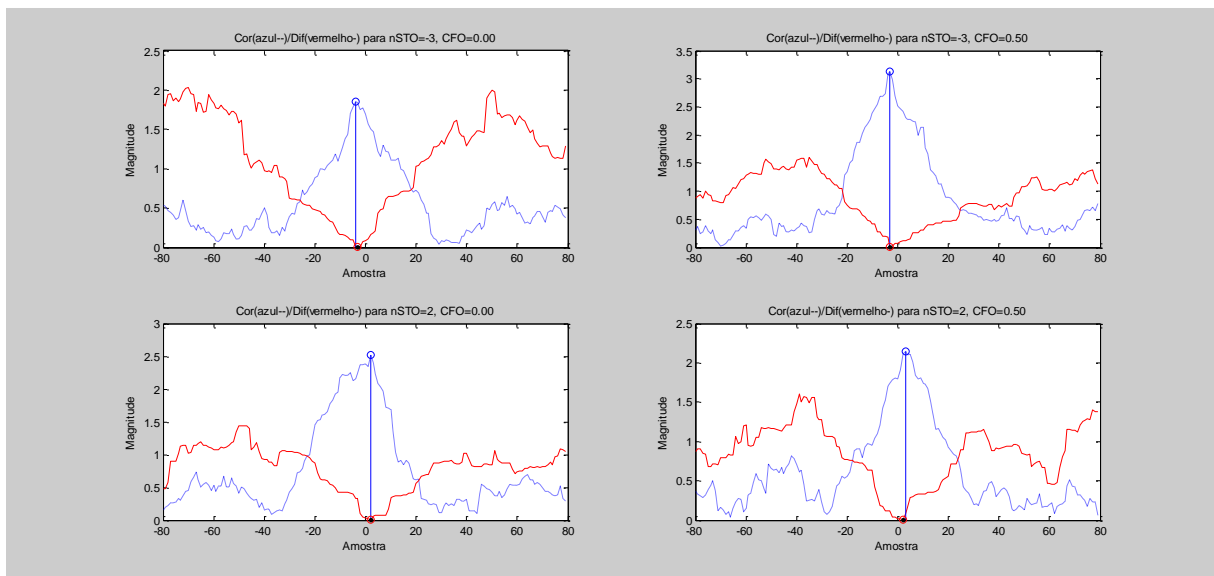 Cor(azul--)/Dif(vermelho-) para nSTO=-3, CFO=0.00
2.5
2
1.5
1
0.5
0
Magnitude
-80 -60 -40 -20 0 20 40 60 80
Amostra
Cor(azul--)/Dif(vermelho-) para nSTO=-3, CFO=0.50
3.5
3
2.5
2
1.5
1
0.5
0
Magnitude
-80 -60 -40 -20 0 20 40 60 80
Amostra
Cor(azul--)/Dif(vermelho-) para nSTO=2, CFO=0.00
3
2.5
2
1.5
1
0.5
0
Magnitude
-80 -60 -40 -20 0 20 40 60 80
Amostra
Cor(azul--)/Dif(vermelho-) para nSTO=2, CFO=0.50
2.5
2
1.5
1
0.5
0
Magnitude
-80 -60 -40 -20 0 20 40 60 80
Amostra